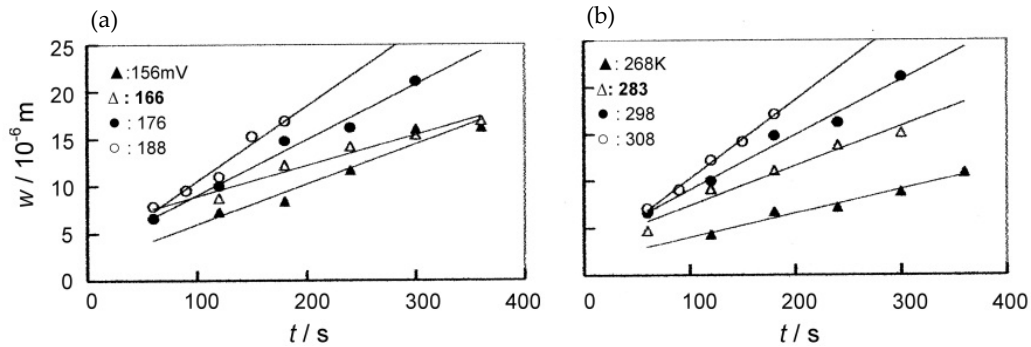 (a)
25
20
15
10
5
0
w / 10⁻⁶ m
▲:156mV
△: 166
●: 176
○: 188
0 100 200 300 400
t / s
(b)
▲: 268K
△: 283
●: 298
○: 308
0 100 200 300 400
t / s